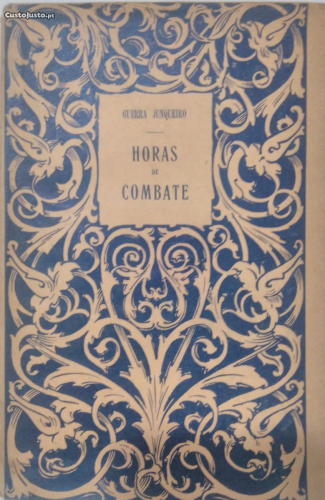 CustoJusto.pt
GUERRA JUNQUEIRO
HORAS
DE
COMBATE